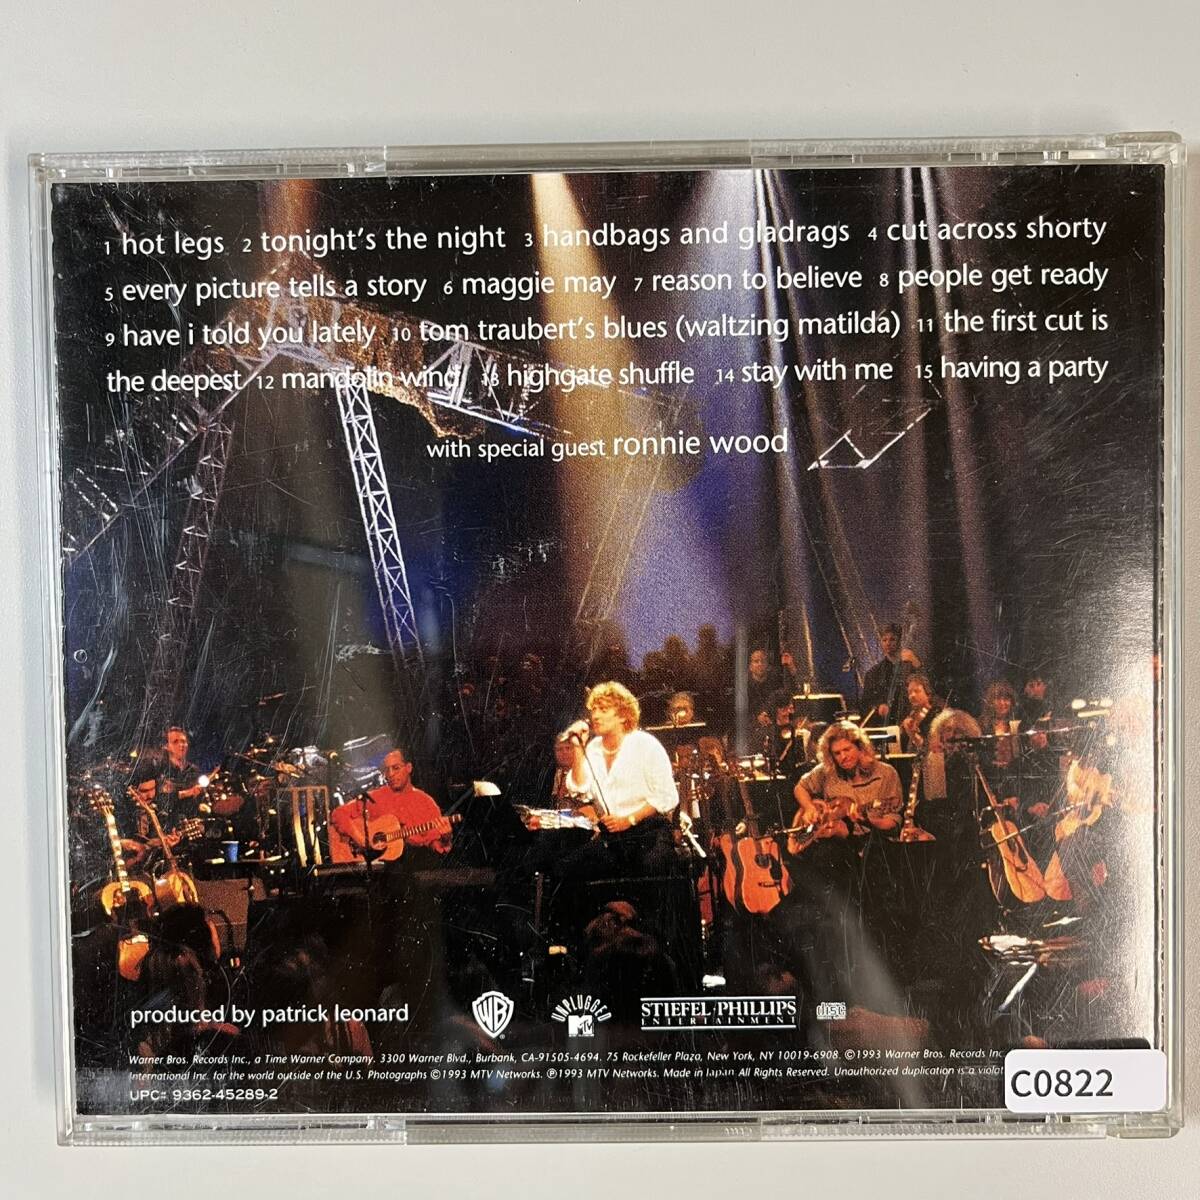 1 hot legs 2 tonight's the night 3 handbags and gladrags 4 cut across shorty
5 every picture tells a story 6 maggie may 7 reason to believe 8 people get ready
9 have i told you lately 10 tom traubert's blues (waltzing matilda) 11 the first cut is
the deepest 12 mandolin wind 13 highgate shuffle 14 stay with me 15 having a party
with special guest ronnie wood
produced by patrick leonard
WB
UNPLUGGED
MTV
STIEFEL PHILLIPS
ENTERTAINMENT
COMPACT
disc
Warner Bros. Records Inc., a Time Warner Company. 3300 Warner Blvd., Burbank, CA-91505-4694. 75 Rockefeller Plaza, New York, NY 10019-6908. ©1993 Warner Bros. Records Inc
International Inc. for the world outside of the U.S. Photographs ©1993 MTV Networks. ℗1993 MTV Networks. Made in Japan All Rights Reserved. Unauthorized duplication is a
UPC# 9362-45289-2
C0822